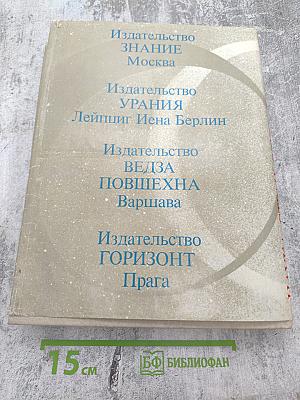 Издательство
ЗНАНИЕ
Москва
Издательство
УРАНИЯ
Лейпциг Иена Берлин
Издательство
ВЕДЗА
ПОВШЕХНА
Варшава
Издательство
ГОРИЗОНТ
Прага
15 см
БФ БИБЛИОФАН